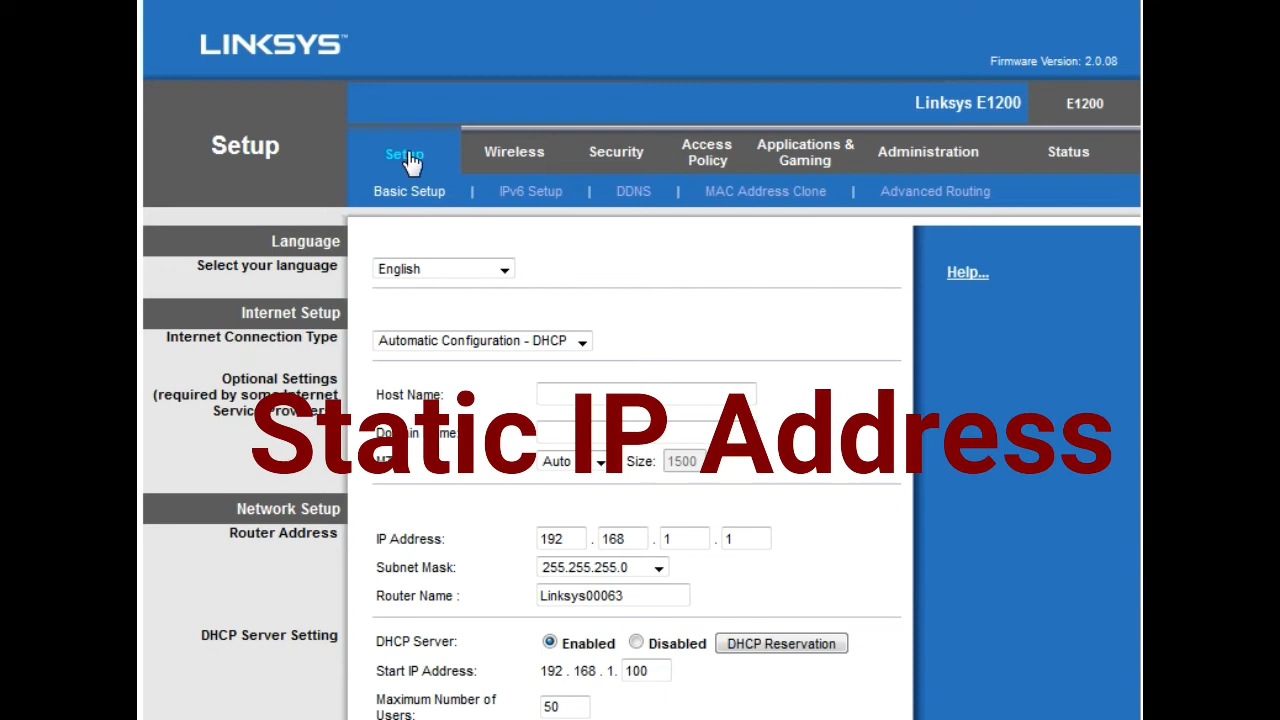 LINKSYS™
Firmware Version: 2.0.08
Linksys E1200 E1200
Setup
Setup Wireless Security Access Policy Applications & Gaming Administration Status
Basic Setup | IPv6 Setup | DDNS | MAC Address Clone | Advanced Routing
Language
Select your language English
Help...
Internet Setup
Internet Connection Type Automatic Configuration - DHCP
Optional Settings
(required by some Internet
Host Name:
Static IP Address
Auto Size: 1500
Network Setup
Router Address
IP Address: 192 . 168 . 1 . 1
Subnet Mask: 255.255.255.0
Router Name : Linksys00063
DHCP Server Setting
DHCP Server: Enabled Disabled DHCP Reservation
Start IP Address: 192 . 168 . 1. 100
Maximum Number of
Users: 50